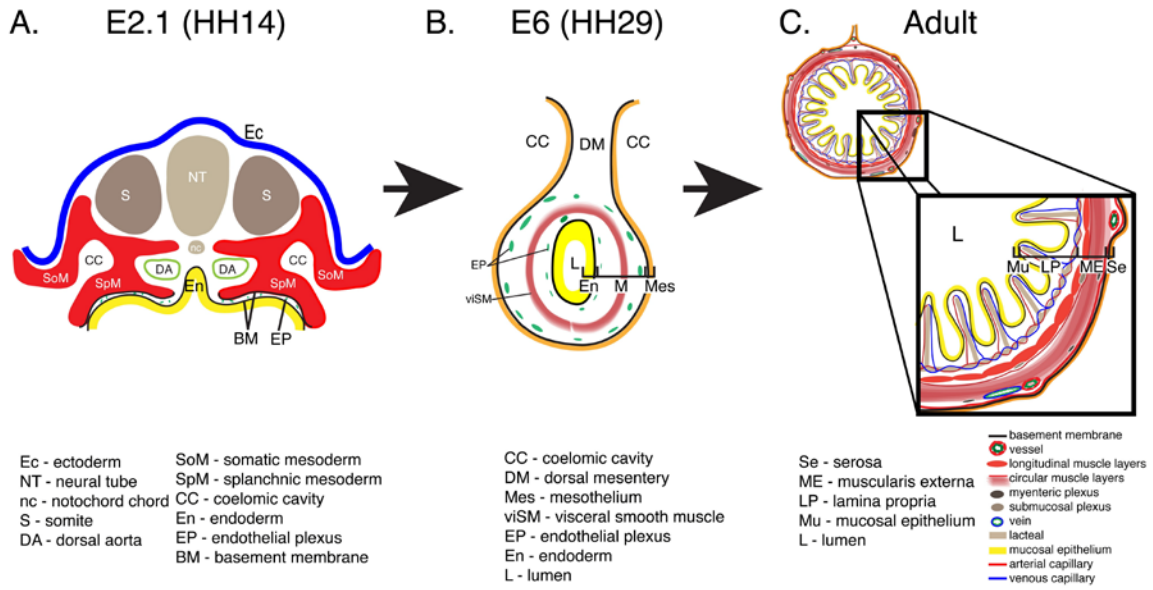 A. E2.1 (HH14)
B. E6 (HH29)
C. Adult
Ec
NT
S
S
nc
CC
CC
DA
DA
SoM
SoM
SpM
SpM
En
BM
EP
CC
DM
CC
EP
L
En
M
Mes
viSM
L
Mu
LP
ME
Se
Ec - ectoderm
NT - neural tube
nc - notochord chord
S - somite
DA - dorsal aorta
SoM - somatic mesoderm
SpM - splanchnic mesoderm
CC - coelomic cavity
En - endoderm
EP - endothelial plexus
BM - basement membrane
CC - coelomic cavity
DM - dorsal mesentery
Mes - mesothelium
viSM - visceral smooth muscle
EP - endothelial plexus
En - endoderm
L - lumen
Se - serosa
ME - muscularis externa
LP - lamina propria
Mu - mucosal epithelium
L - lumen
basement membrane
vessel
longitudinal muscle layers
circular muscle layers
myenteric plexus
submucosal plexus
vein
lacteal
mucosal epithelium
arterial capillary
venous capillary